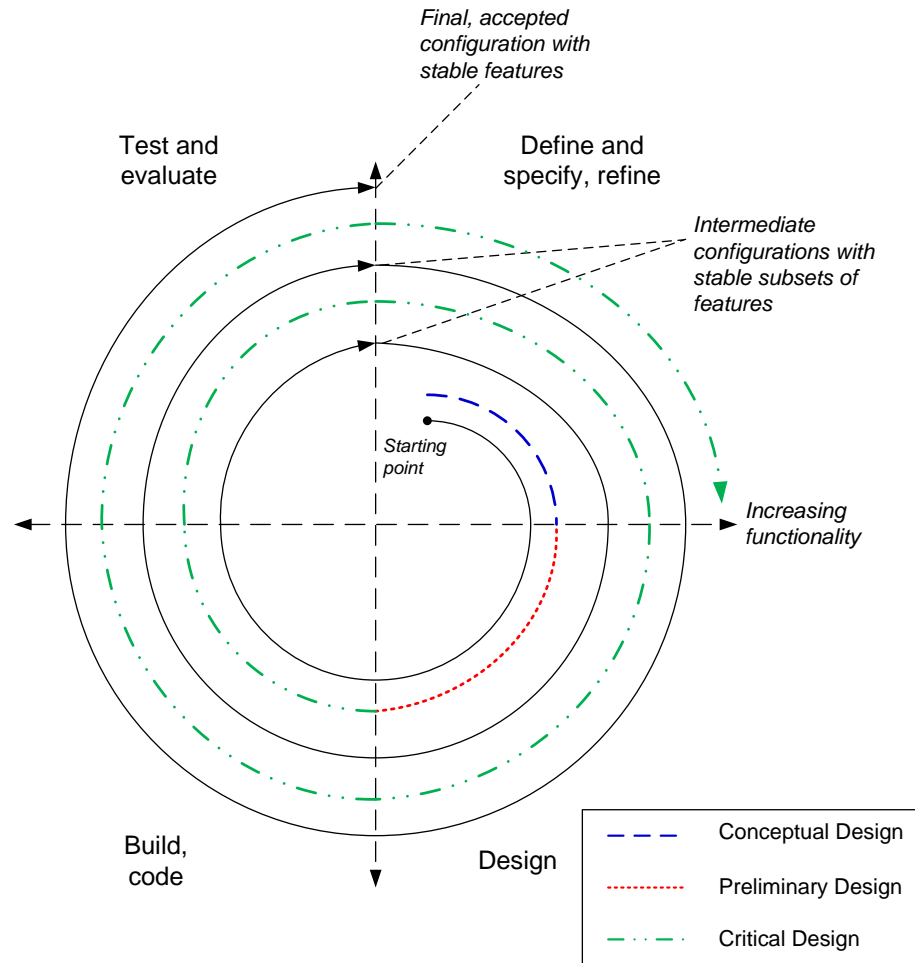 Final, accepted
configuration with
stable features
Test and
evaluate
Define and
specify, refine
Intermediate
configurations with
stable subsets of
features
Starting
point
Increasing
functionality
Build,
code
Design
Conceptual Design
Preliminary Design
Critical Design